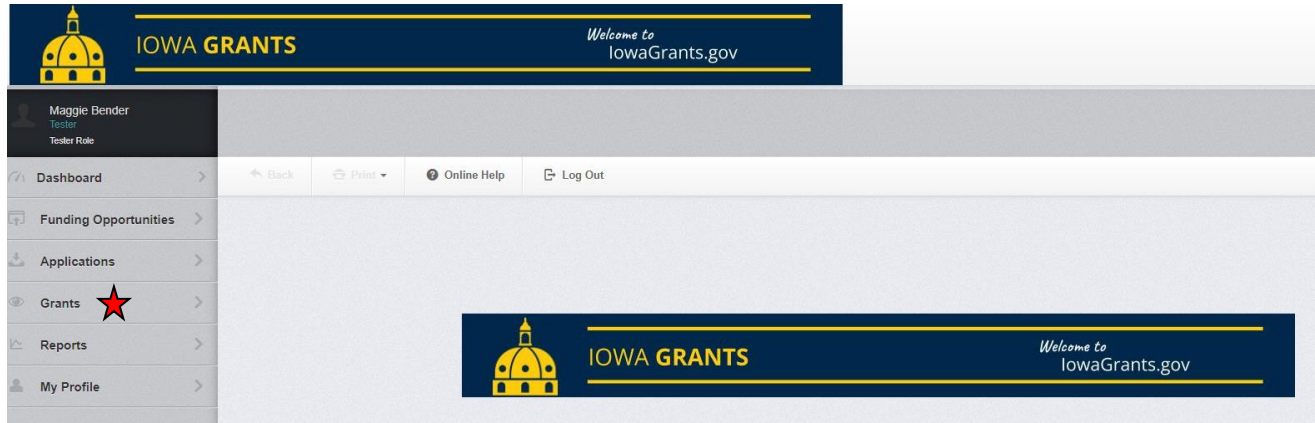 IOWA GRANTS
Welcome to
IowaGrants.gov
Maggie Bender
Tester
Tester Role
Dashboard
Back
Print
Online Help
Log Out
Funding Opportunities
Applications
Grants
Reports
My Profile
IOWA GRANTS
Welcome to
IowaGrants.gov